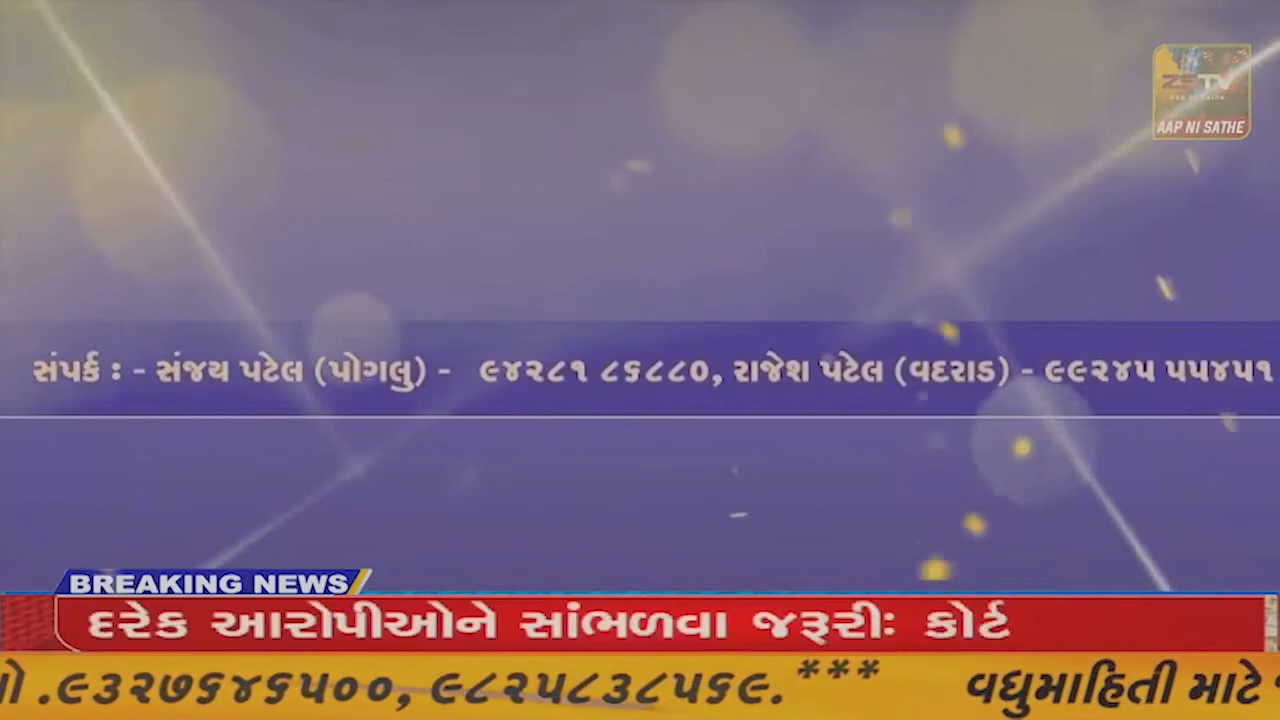 ZSTV
AAP NI SATHE
સંપર્ક : - સંજય પટેલ (પોગલુ) - ૯૪૨૮૧ ૮૬૮૮૦, રાજેશ પટેલ (વદરાડ) - ૯૯૨૪૫ ૫૫૪૫૧
BREAKING NEWS
દરેક આરોપીઓને સાંભળવા જરૂરીઃ કોર્ટ
.૯૩૨૭૬૪૬૫૦૦, ૯૮૨૫૮૩૮૫૬૯.*** વધુમાહિતી માટે